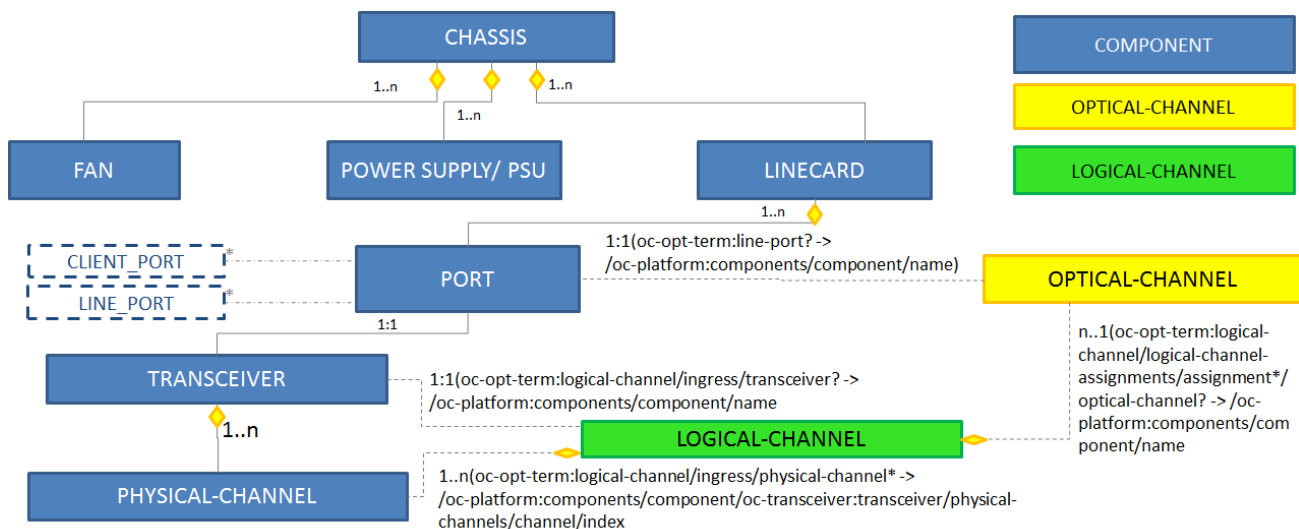 CHASSIS
COMPONENT
1..n
1..n
1..n
OPTICAL-CHANNEL
FAN
POWER SUPPLY/ PSU
LINECARD
LOGICAL-CHANNEL
1..n
CLIENT_PORT
*
LINE_PORT
*
PORT
1:1(oc-opt-term:line-port? ->
/oc-platform:components/component/name)
OPTICAL-CHANNEL
1:1
TRANSCEIVER
1:1(oc-opt-term:logical-channel/ingress/transceiver? ->
/oc-platform:components/component/name
n..1(oc-opt-term:logical-
channel/logical-channel-
assignments/assignment*/
optical-channel? -> /oc-
platform:components/com
ponent/name
1..n
LOGICAL-CHANNEL
PHYSICAL-CHANNEL
1..n(oc-opt-term:logical-channel/ingress/physical-channel* ->
/oc-platform:components/component/oc-transceiver:transceiver/physical-
channels/channel/index